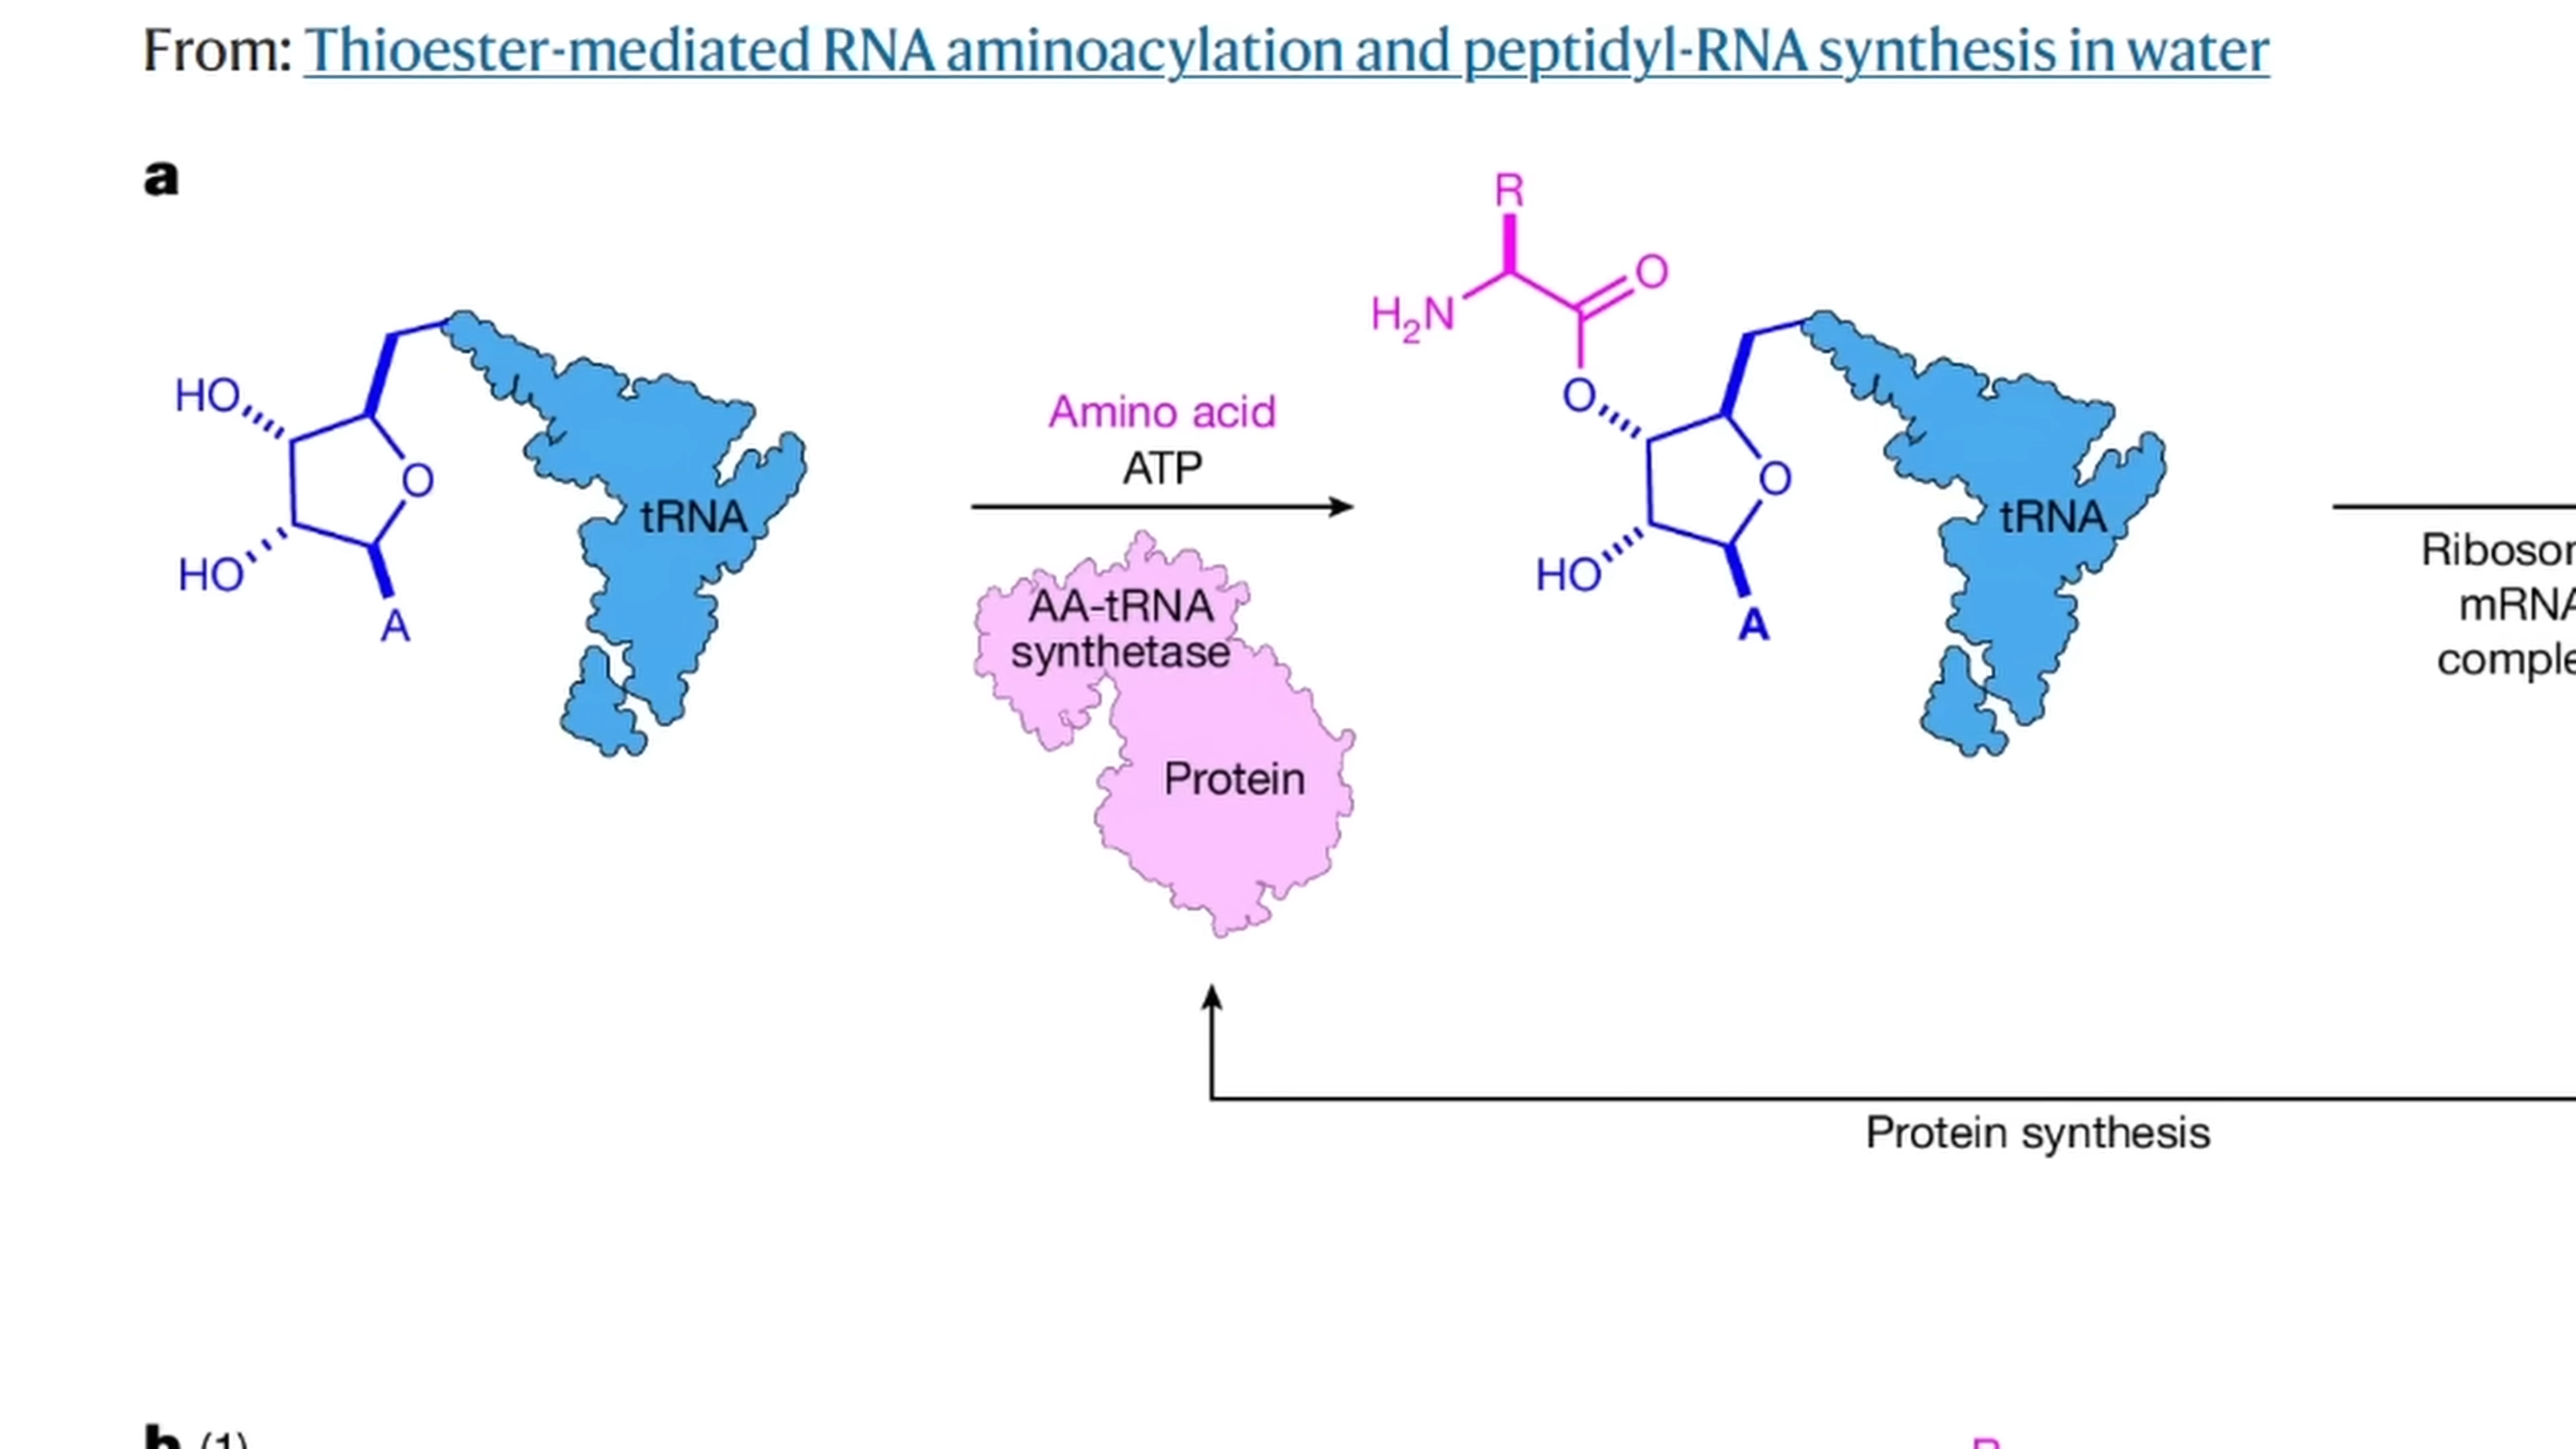 From: Thioester-mediated RNA aminoacylation and peptidyl-RNA synthesis in water
a
HO
O
HO
A
tRNA
Amino acid
ATP
AA-tRNA
synthetase
Protein
R
H₂N
O
O
O
HO
A
tRNA
mRNA
Protein synthesis
b (1)
R